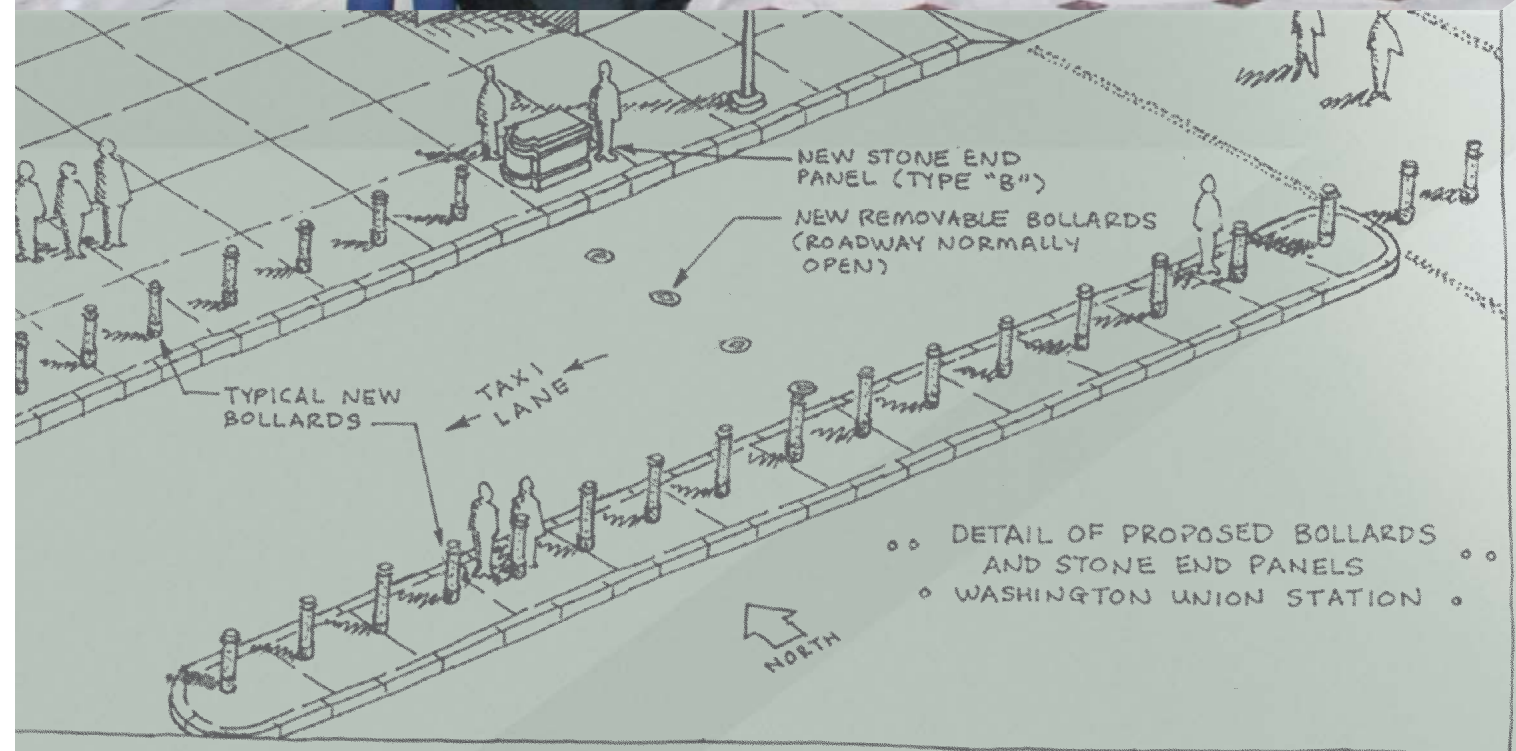 NEW STONE END
PANEL (TYPE "B")
NEW REMOVABLE BOLLARDS
(ROADWAY NORMALLY
OPEN)
TAXI
LANE
TYPICAL NEW
BOLLARDS
DETAIL OF PROPOSED BOLLARDS
AND STONE END PANELS
WASHINGTON UNION STATION
NORTH